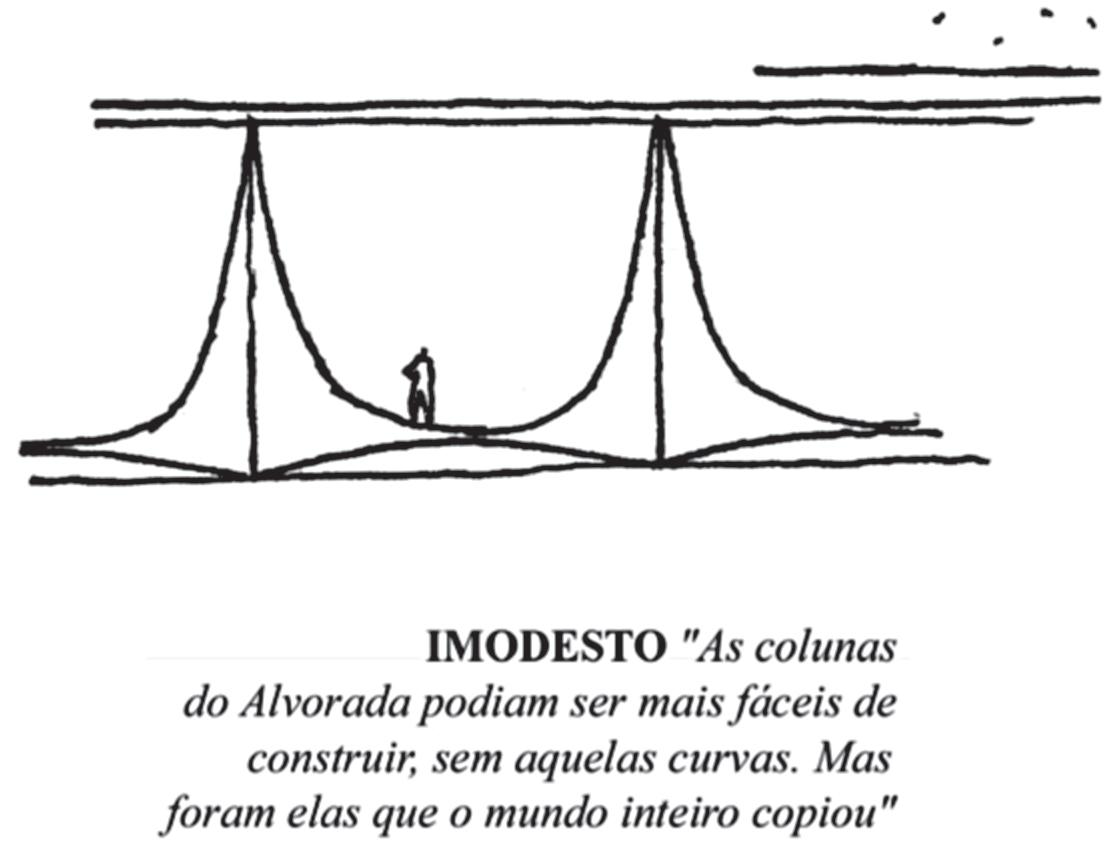 IMODESTO "As colunas
do Alvorada podiam ser mais fáceis de
construir, sem aquelas curvas. Mas
foram elas que o mundo inteiro copiou"